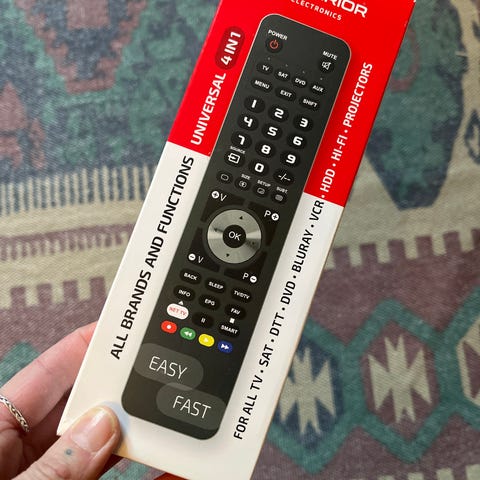 ELECTRONICS
UNIVERSAL 4 IN 1
ALL BRANDS AND FUNCTIONS
POWER
MUTE
TV SAT DVD AUX
MENU EXIT SHIFT
1 2 3
4 5 6
7 8 9
SOURCE 0 -/--
SIZE SETUP SUBT.
+V P+
OK
-V P-
BACK SLEEP TV/DTV
INFO EPG FAV
NET TV II SMART
EASY
FAST
FOR ALL TV • SAT • DTT • DVD • BLURAY • VCR • HDD • HI-FI • PROJECTORS